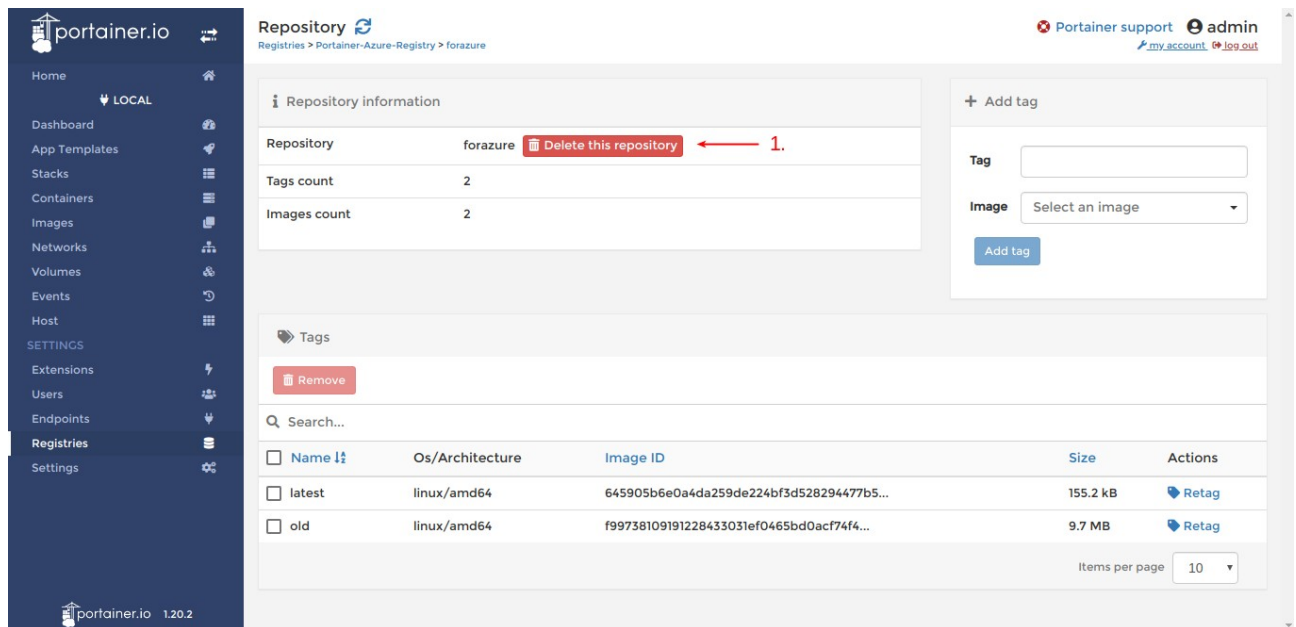 portainer.io
Home
LOCAL
Dashboard
App Templates
Stacks
Containers
Images
Networks
Volumes
Events
Host
SETTINGS
Extensions
Users
Endpoints
Registries
Settings
portainer.io 1.20.2
Repository
Registries > Portainer-Azure-Registry > forazure
Portainer support admin
my account log out
Repository information
Repository forazure Delete this repository 1.
Tags count 2
Images count 2
Add tag
Tag
Image Select an image
Add tag
Tags
Remove
Search...
Name Os/Architecture Image ID Size Actions
latest linux/amd64 645905b6e0a4da259de224bf3d528294477b5... 155.2 kB Retag
old linux/amd64 f99738109191228433031ef0465bd0acf74f4... 9.7 MB Retag
Items per page 10